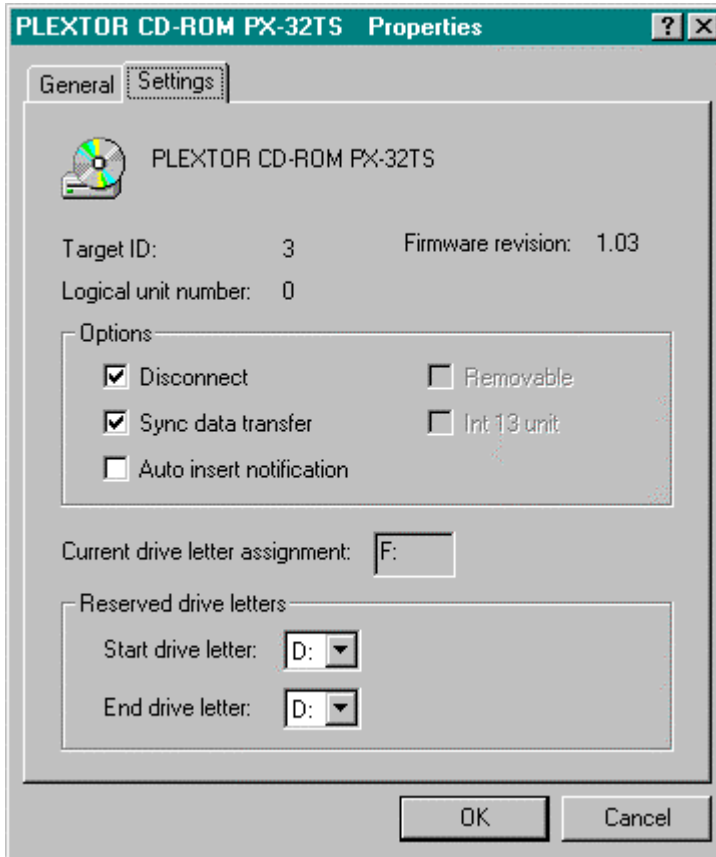 PLEXTOR CD-ROM PX-32TS Properties
General Settings
PLEXTOR CD-ROM PX-32TS
Target ID: 3 Firmware revision: 1.03
Logical unit number: 0
Options
Disconnect Removable
Sync data transfer Int 13 unit
Auto insert notification
Current drive letter assignment: F:
Reserved drive letters
Start drive letter: D:
End drive letter: D:
OK Cancel